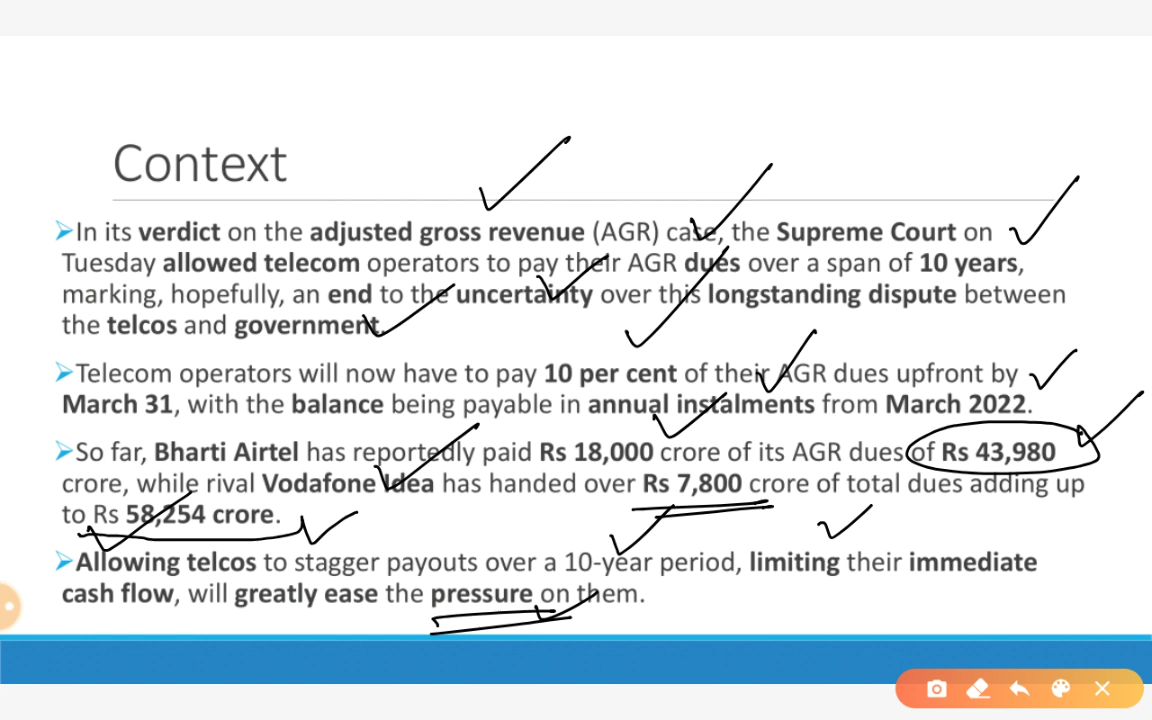 Context
➢In its verdict on the adjusted gross revenue (AGR) case, the Supreme Court on
Tuesday allowed telecom operators to pay their AGR dues over a span of 10 years,
marking, hopefully, an end to the uncertainty over this longstanding dispute between
the telcos and government.
➢Telecom operators will now have to pay 10 per cent of their AGR dues upfront by
March 31, with the balance being payable in annual instalments from March 2022.
➢So far, Bharti Airtel has reportedly paid Rs 18,000 crore of its AGR dues of Rs 43,980
crore, while rival Vodafone Idea has handed over Rs 7,800 crore of total dues adding up
to Rs 58,254 crore.
➢Allowing telcos to stagger payouts over a 10-year period, limiting their immediate
cash flow, will greatly ease the pressure on them.